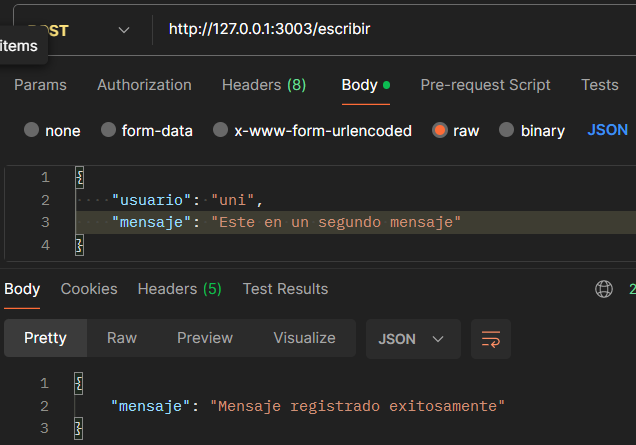 POST http://127.0.0.1:3003/escribir
items
Params Authorization Headers (8) Body Pre-request Script Tests
none form-data x-www-form-urlencoded raw binary JSON
1 {
2 "usuario": "uni",
3 "mensaje": "Este en un segundo mensaje"
4 }
Body Cookies Headers (5) Test Results 2
Pretty Raw Preview Visualize JSON
1 {
2 "mensaje": "Mensaje registrado exitosamente"
3 }